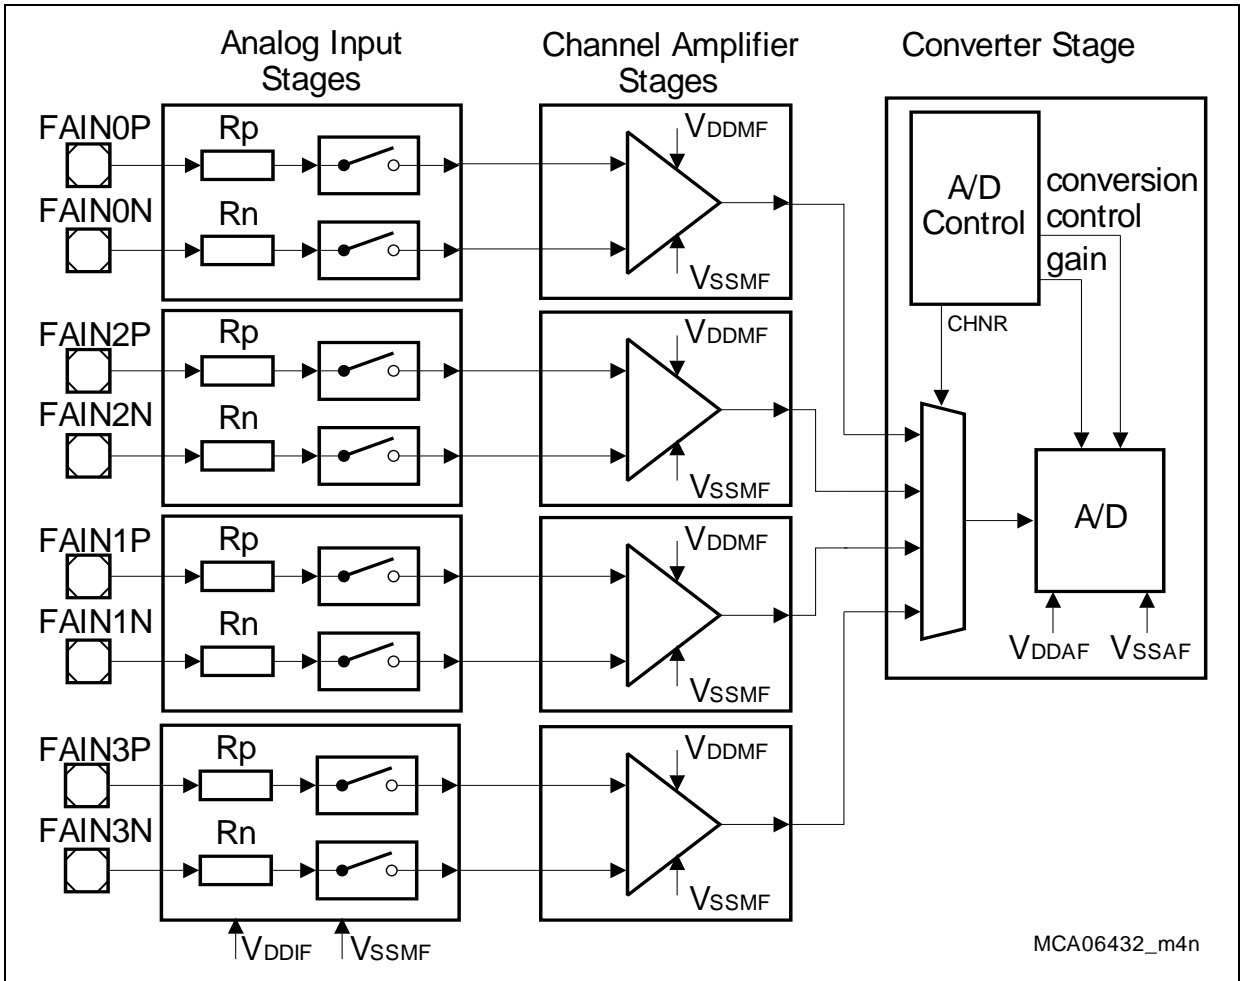 Analog Input
Stages
Channel Amplifier
Stages
Converter Stage
FAIN0P
Rp
FAIN0N
Rn
VDDMF
VSSMF
A/D
Control
conversion
control
gain
CHNR
FAIN2P
Rp
FAIN2N
Rn
VDDMF
VSSMF
A/D
VDDAF
VSSAF
FAIN1P
Rp
FAIN1N
Rn
VDDMF
VSSMF
FAIN3P
Rp
FAIN3N
Rn
VDDMF
VSSMF
VDDIF
VSSMF
MCA06432_m4n